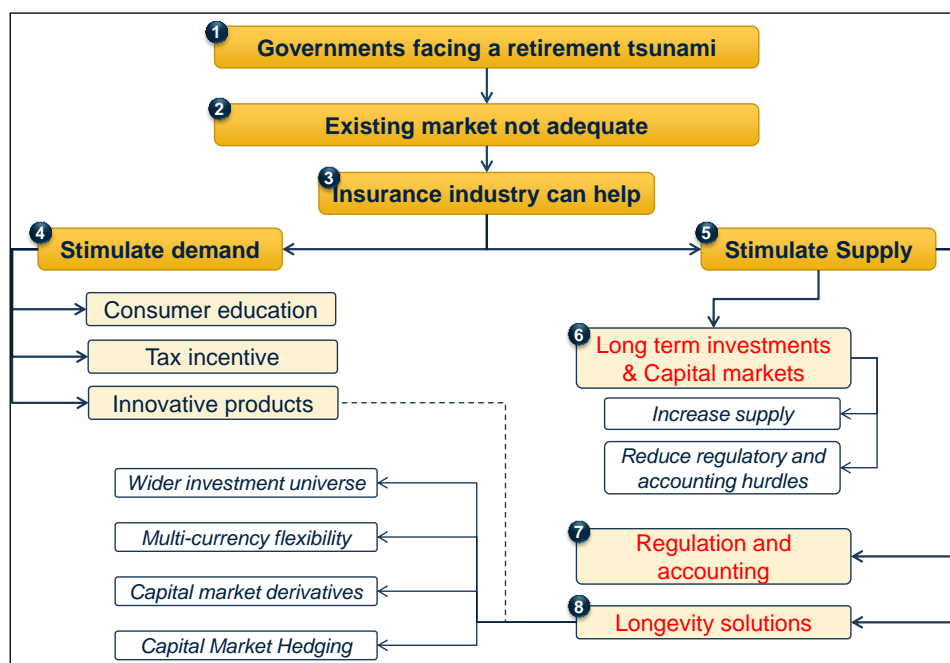 1
Governments facing a retirement tsunami
2
Existing market not adequate
3
Insurance industry can help
4
Stimulate demand
5
Stimulate Supply
Consumer education
Tax incentive
Innovative products
6
Long term investments
& Capital markets
Increase supply
Reduce regulatory and
accounting hurdles
Wider investment universe
Multi-currency flexibility
Capital market derivatives
Capital Market Hedging
7
Regulation and
accounting
8
Longevity solutions